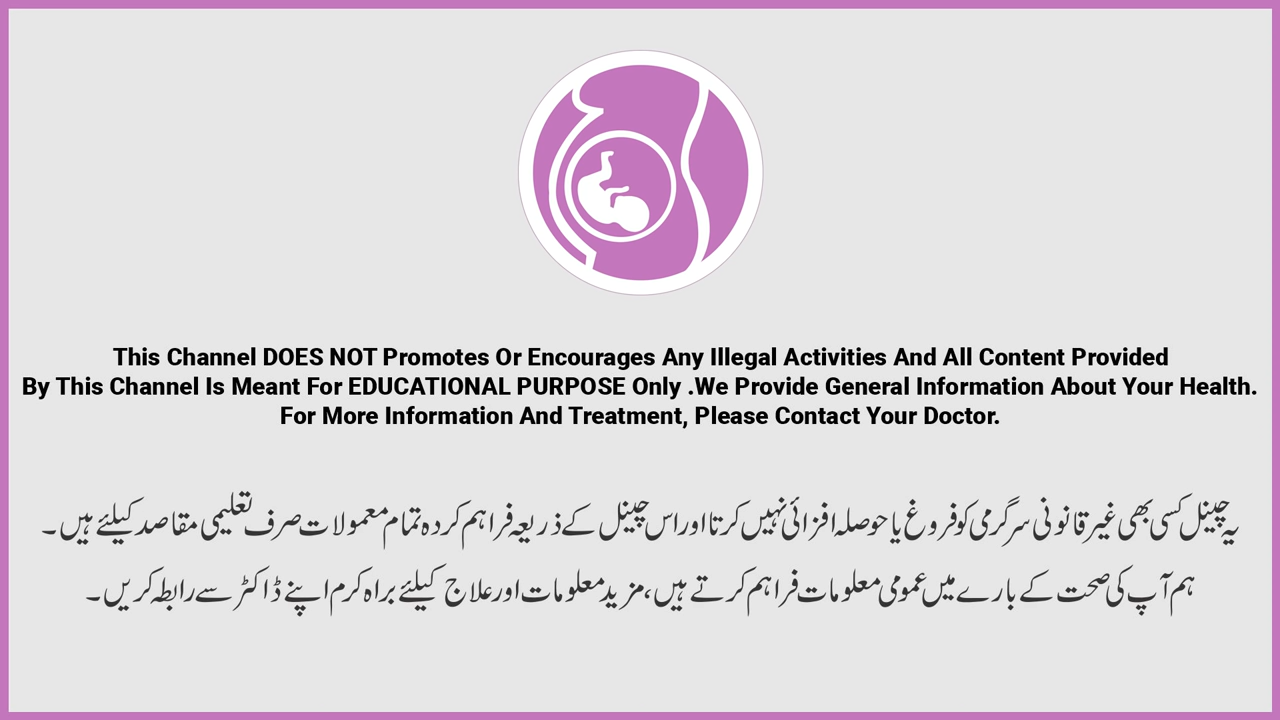 This Channel DOES NOT Promotes Or Encourages Any Illegal Activities And All Content Provided
By This Channel Is Meant For EDUCATIONAL PURPOSE Only .We Provide General Information About Your Health.
For More Information And Treatment, Please Contact Your Doctor.
یہ چینل کسی بھی غیر قانونی سرگرمی کو فروغ یا حوصلہ افزائی نہیں کرتا اور اس چینل کے ذریعہ فراہم کردہ تمام معمولات صرف تعلیمی مقاصد کیلئے ہیں۔
ہم آپ کی صحت کے بارے میں عمومی معلومات فراہم کرتے ہیں، مزید معلومات اور علاج کیلئے براہ کرم اپنے ڈاکٹر سے رابطہ کریں۔